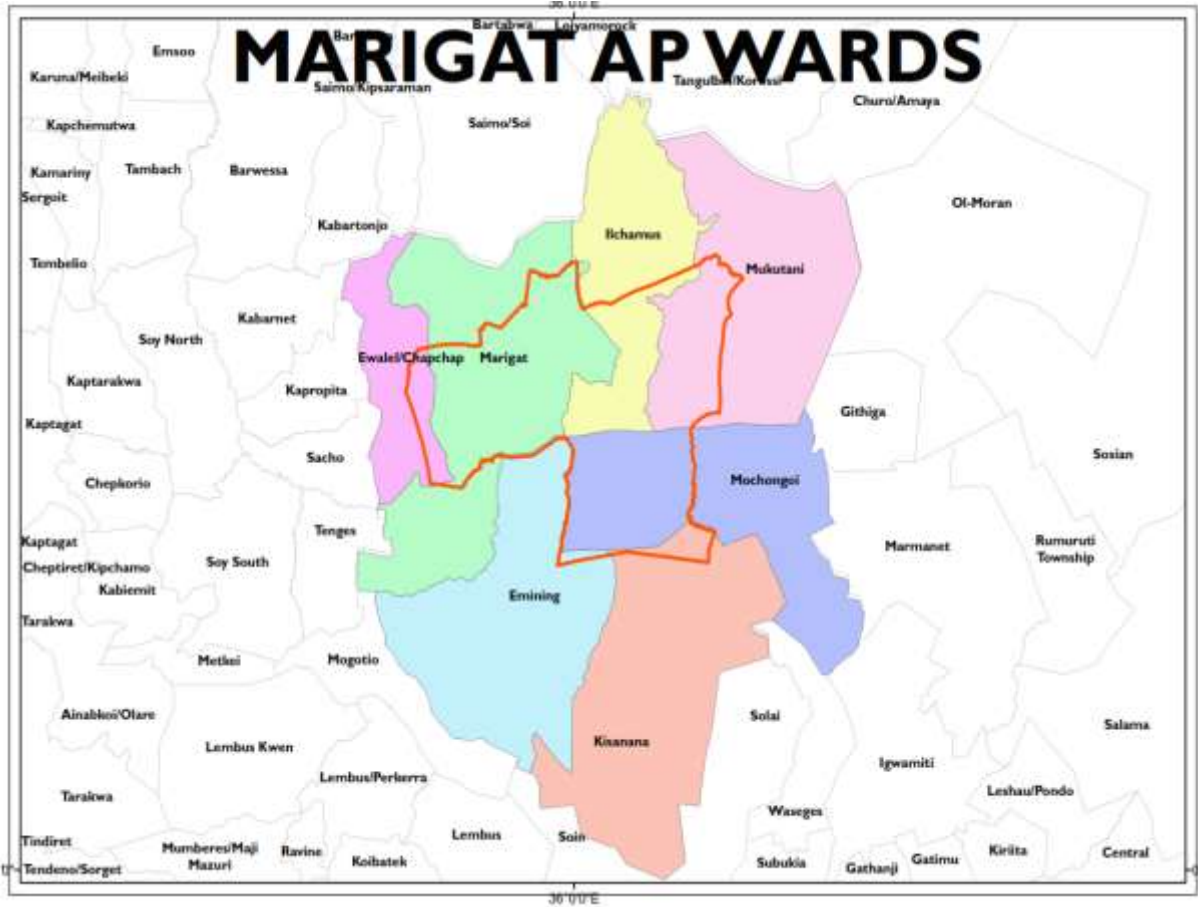 36°0'0"E
Bartabwa
Loiyamorock
MARIGAT AP WARDS
Emsoo
Karuna/Meibeki
Saimo/Kipsaraman
Churo/Amaya
Kapchemutwa
Saimo/Soi
Kamariny
Tambach
Barwessa
Sergoit
Ol-Moran
Kabartonjo
Ilchamus
Tembelio
Mukutani
Kabarnet
Soy North
Ewalel/Chapchap
Marigat
Kaptarakwa
Kapropita
Githiga
Kaptagat
Sacho
Sosian
Chepkorio
Mochongoi
Tenges
Kaptagat
Marmanet
Rumuruti
Township
Cheptiret/Kipchamo
Soy South
Kabiemit
Emining
Tarakwa
Metkei
Mogotio
Ainabkoi/Olare
Solai
Salama
Lembus Kwen
Kisanana
Igwamiti
Lembus/Perkerra
Leshau/Pondo
Tarakwa
Waseges
Tindiret
Lembus
Soin
Mumberes/Maji
Mazuri
Ravine
Koibatek
Subukia
Gathanji
Gatimu
Kiriita
Central
Tendeno/Sorget
36°0'0"E